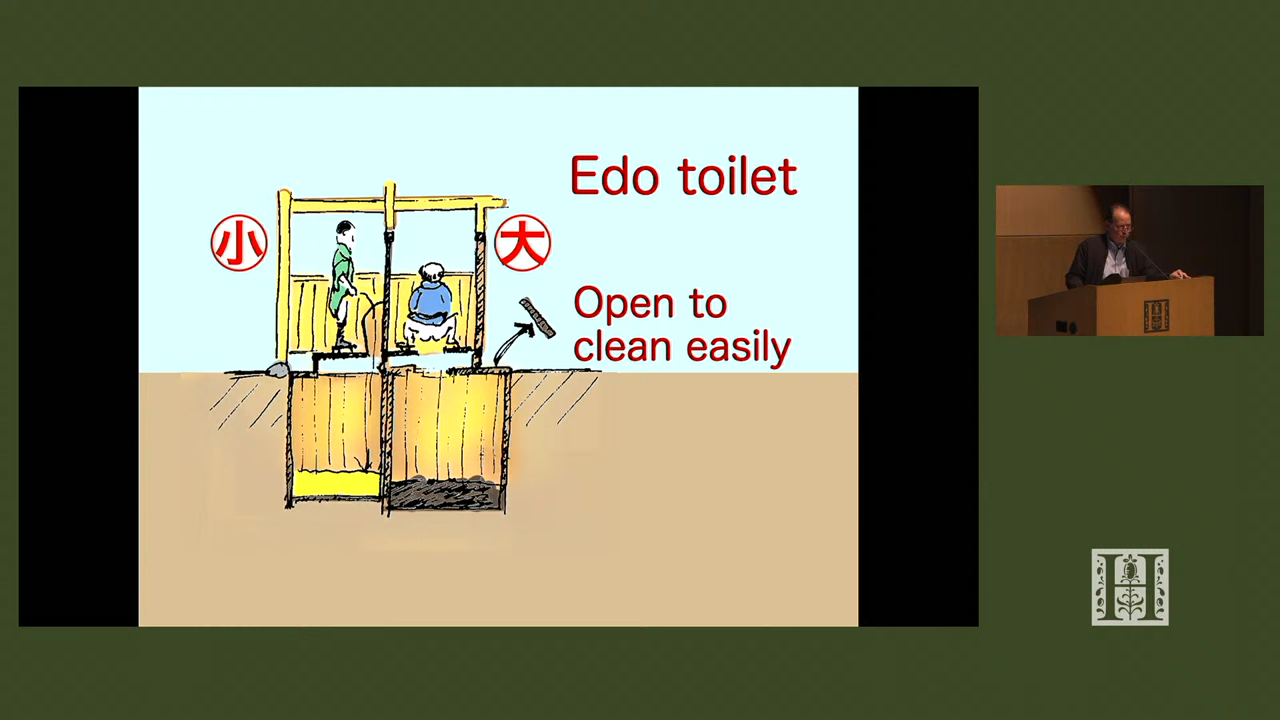 Edo toilet
小
大
Open to
clean easily
H